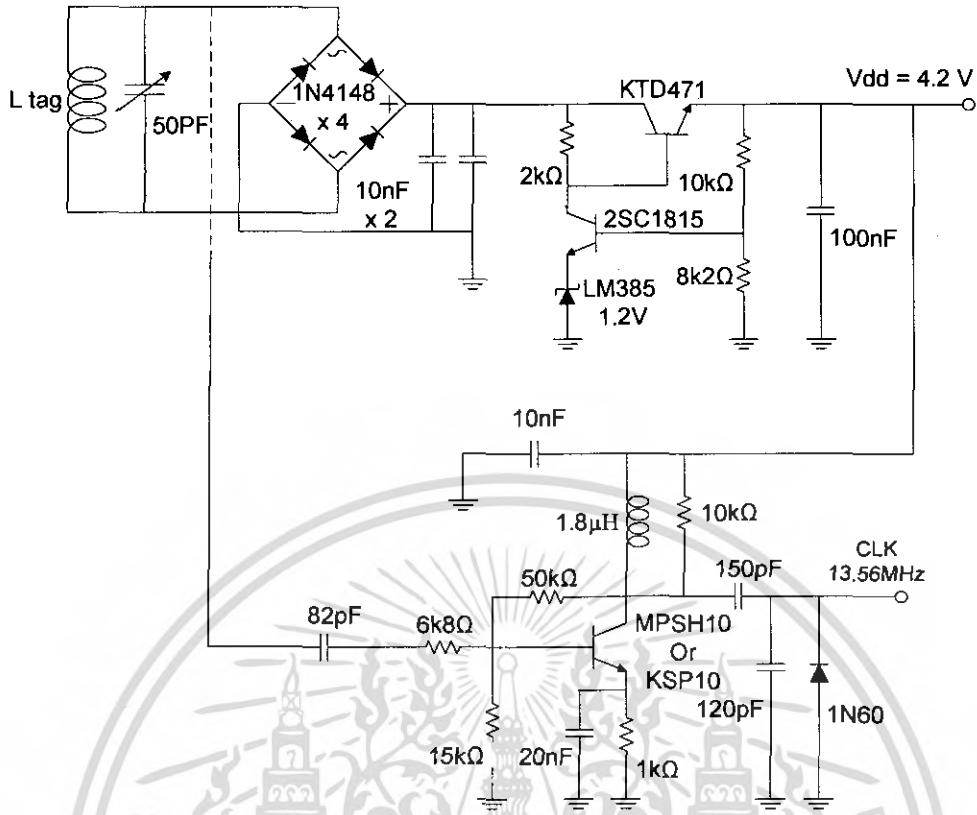 L tag
50PF
1N4148
x 4
−
+
10nF
x 2
2kΩ
KTD471
2SC1815
LM385
1.2V
10kΩ
8k2Ω
100nF
Vdd = 4.2 V
10nF
1.8μH
10kΩ
150pF
CLK
13.56MHz
50kΩ
82pF
6k8Ω
MPSH10
Or
KSP10
15kΩ
20nF
1kΩ
120pF
1N60